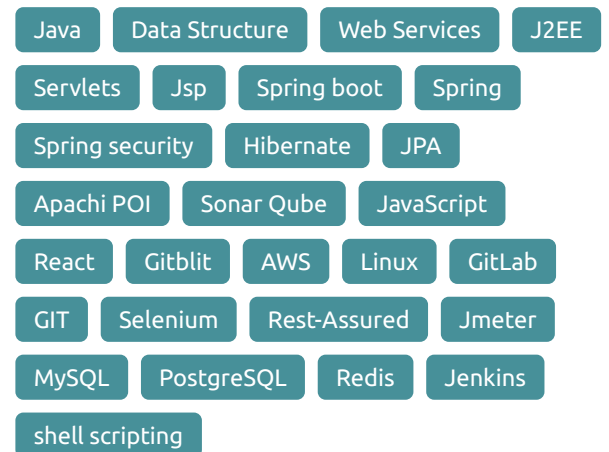 Java Data Structure Web Services J2EE
Servlets Jsp Spring boot Spring
Spring security Hibernate JPA
Apachi POI Sonar Qube JavaScript
React Gitblit AWS Linux GitLab
GIT Selenium Rest-Assured Jmeter
MySQL PostgreSQL Redis Jenkins
shell scripting